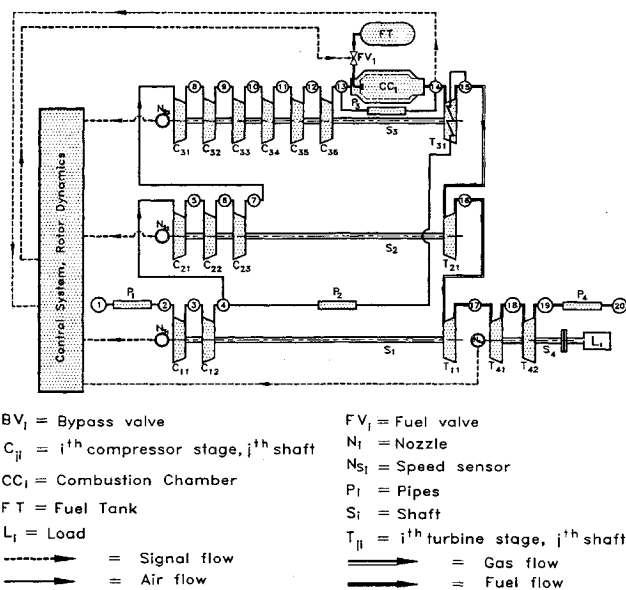 FT
FV₁
8 9 10 11 12 13 CC₁ 14 15
P₃
N S₃ T₃₁
C₃₁ C₃₂ C₃₃ C₃₄ C₃₅ C₃₆
5 6 7 16
N S₂
C₂₁ C₂₂ C₂₃ T₂₁
Control System, Rotor Dynamics
P₁ P₂ P₄
1 2 3 4 17 18 19 20
N S₁ N S₄ L₁
C₁₁ C₁₂ T₁₁ T₄₁ T₄₂
BVᵢ = Bypass valve
Cⱼᵢ = iᵗʰ compressor stage, jᵗʰ shaft
CCᵢ = Combustion Chamber
FT = Fuel Tank
Lᵢ = Load
= Signal flow
= Air flow
FVᵢ = Fuel valve
Nᵢ = Nozzle
NSᵢ = Speed sensor
Pᵢ = Pipes
Sᵢ = Shaft
Tⱼᵢ = iᵗʰ turbine stage, jᵗʰ shaft
= Gas flow
= Fuel flow